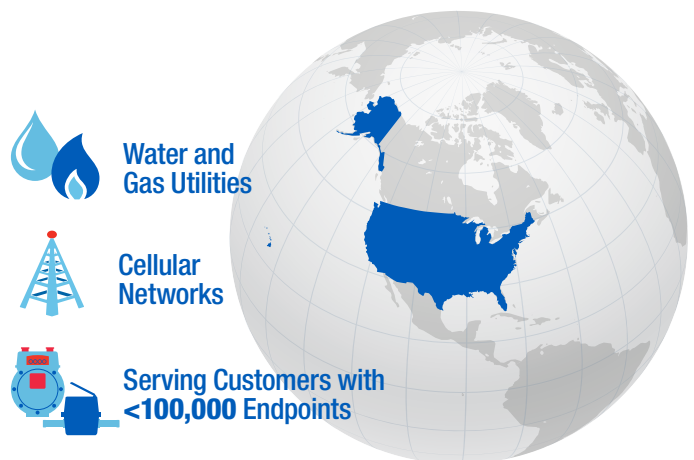 Water and
Gas Utilities
Cellular
Networks
Serving Customers with
<100,000 Endpoints